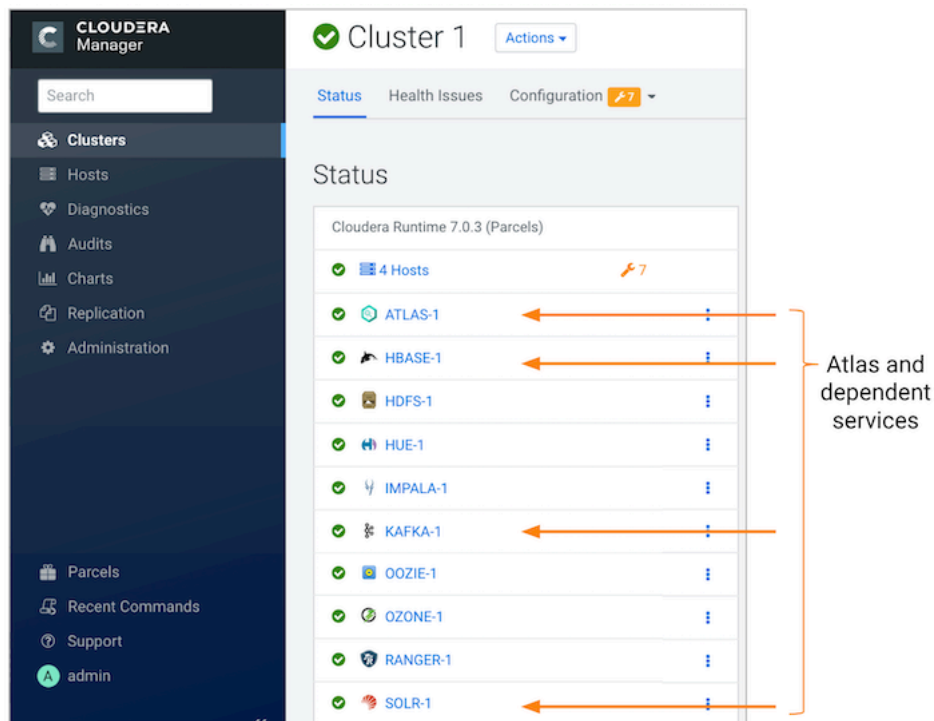 CLOUDERA
Manager
Search
Clusters
Hosts
Diagnostics
Audits
Charts
Replication
Administration
Parcels
Recent Commands
Support
A admin
Cluster 1
Actions
Status
Health Issues
Configuration
7
Status
Cloudera Runtime 7.0.3 (Parcels)
4 Hosts
7
ATLAS-1
HBASE-1
HDFS-1
HUE-1
IMPALA-1
KAFKA-1
OOZIE-1
OZONE-1
RANGER-1
SOLR-1
Atlas and
dependent
services